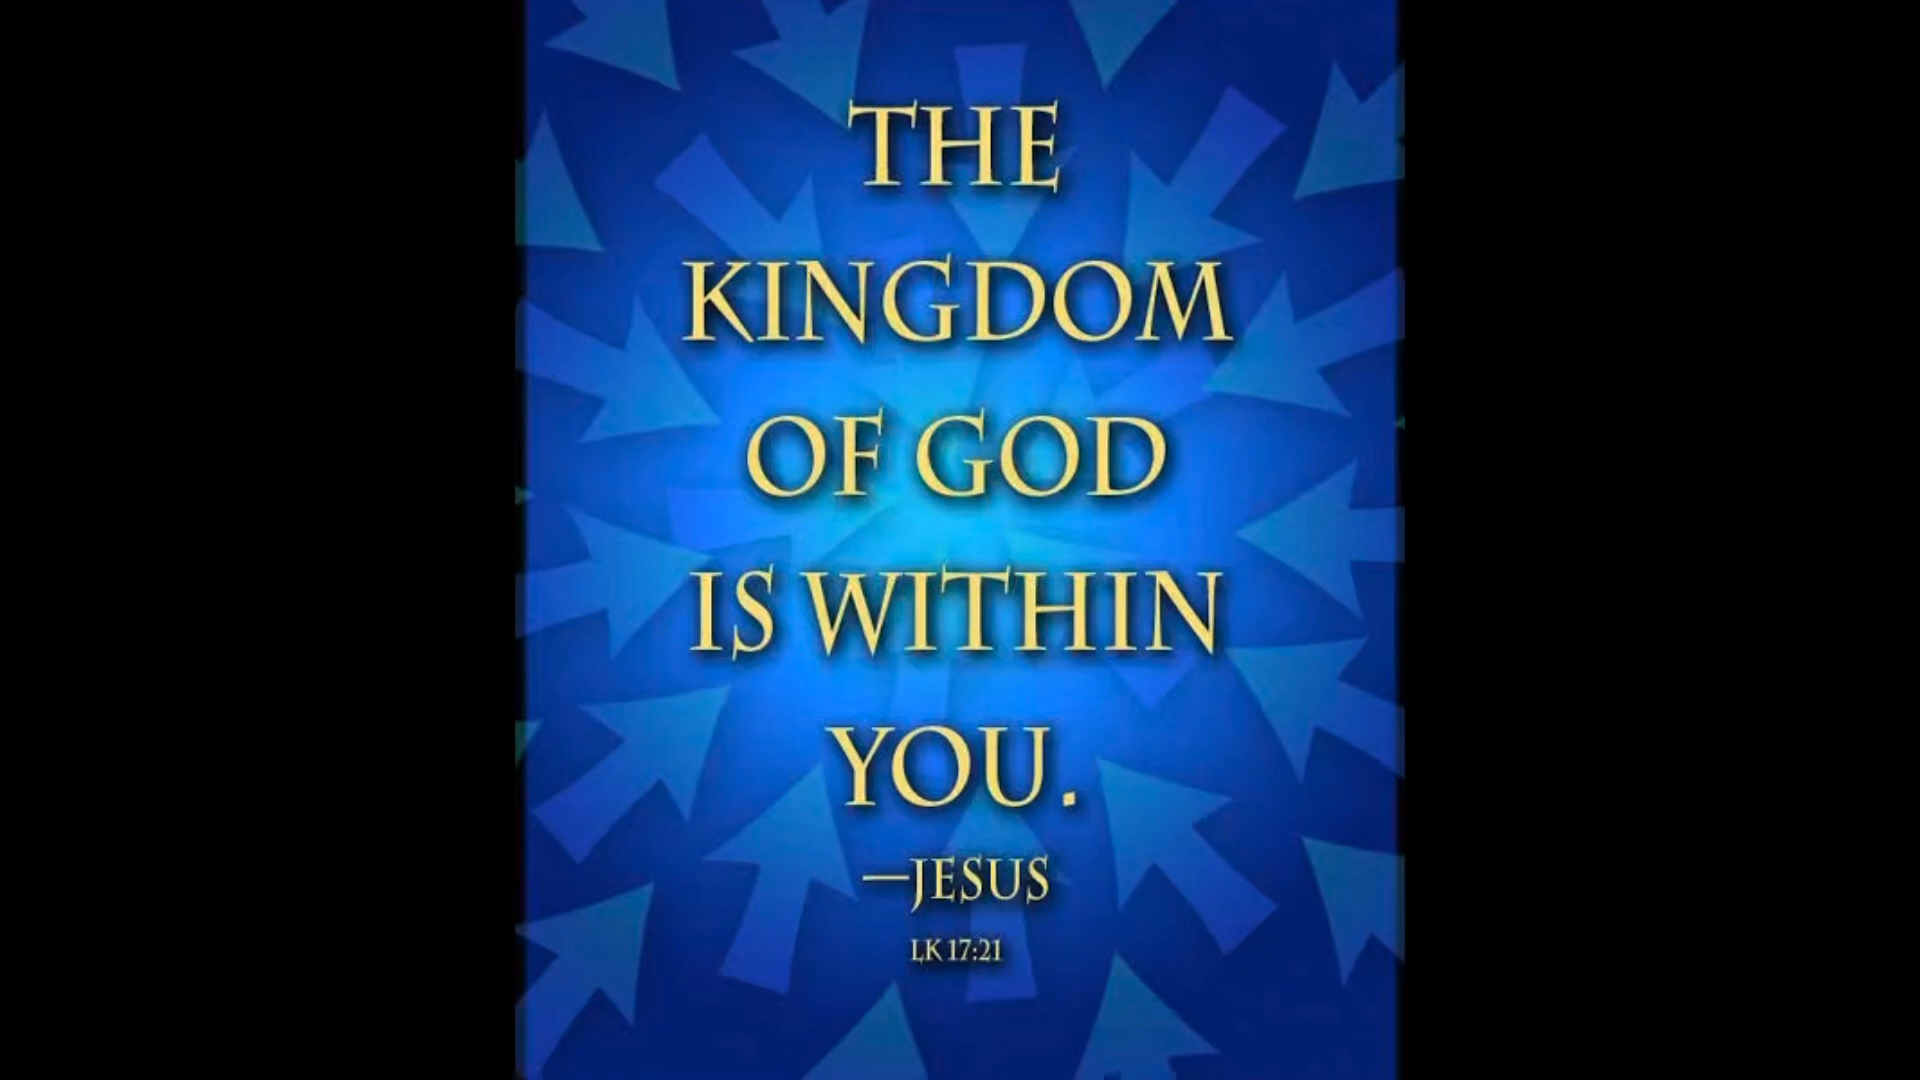 THE
KINGDOM
OF GOD
IS WITHIN
YOU.
—JESUS
LK 17:21